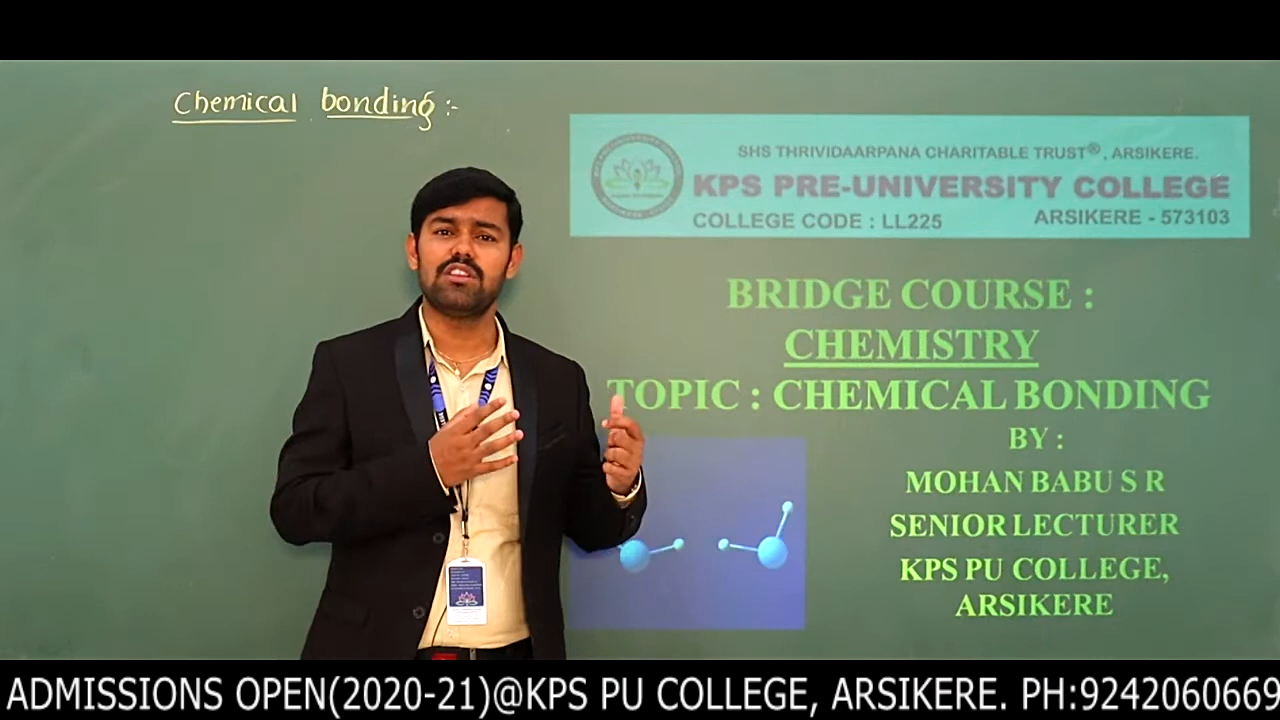 Chemical bonding :-
SHS THRIVIDAARPANA CHARITABLE TRUST®, ARSIKERE.
KPS PRE-UNIVERSITY COLLEGE
COLLEGE CODE : LL225 ARSIKERE - 573103
BRIDGE COURSE :
CHEMISTRY
TOPIC : CHEMICAL BONDING
BY :
MOHAN BABU S R
SENIOR LECTURER
KPS PU COLLEGE,
ARSIKERE
ADMISSIONS OPEN(2020-21)@KPS PU COLLEGE, ARSIKERE. PH:9242060669